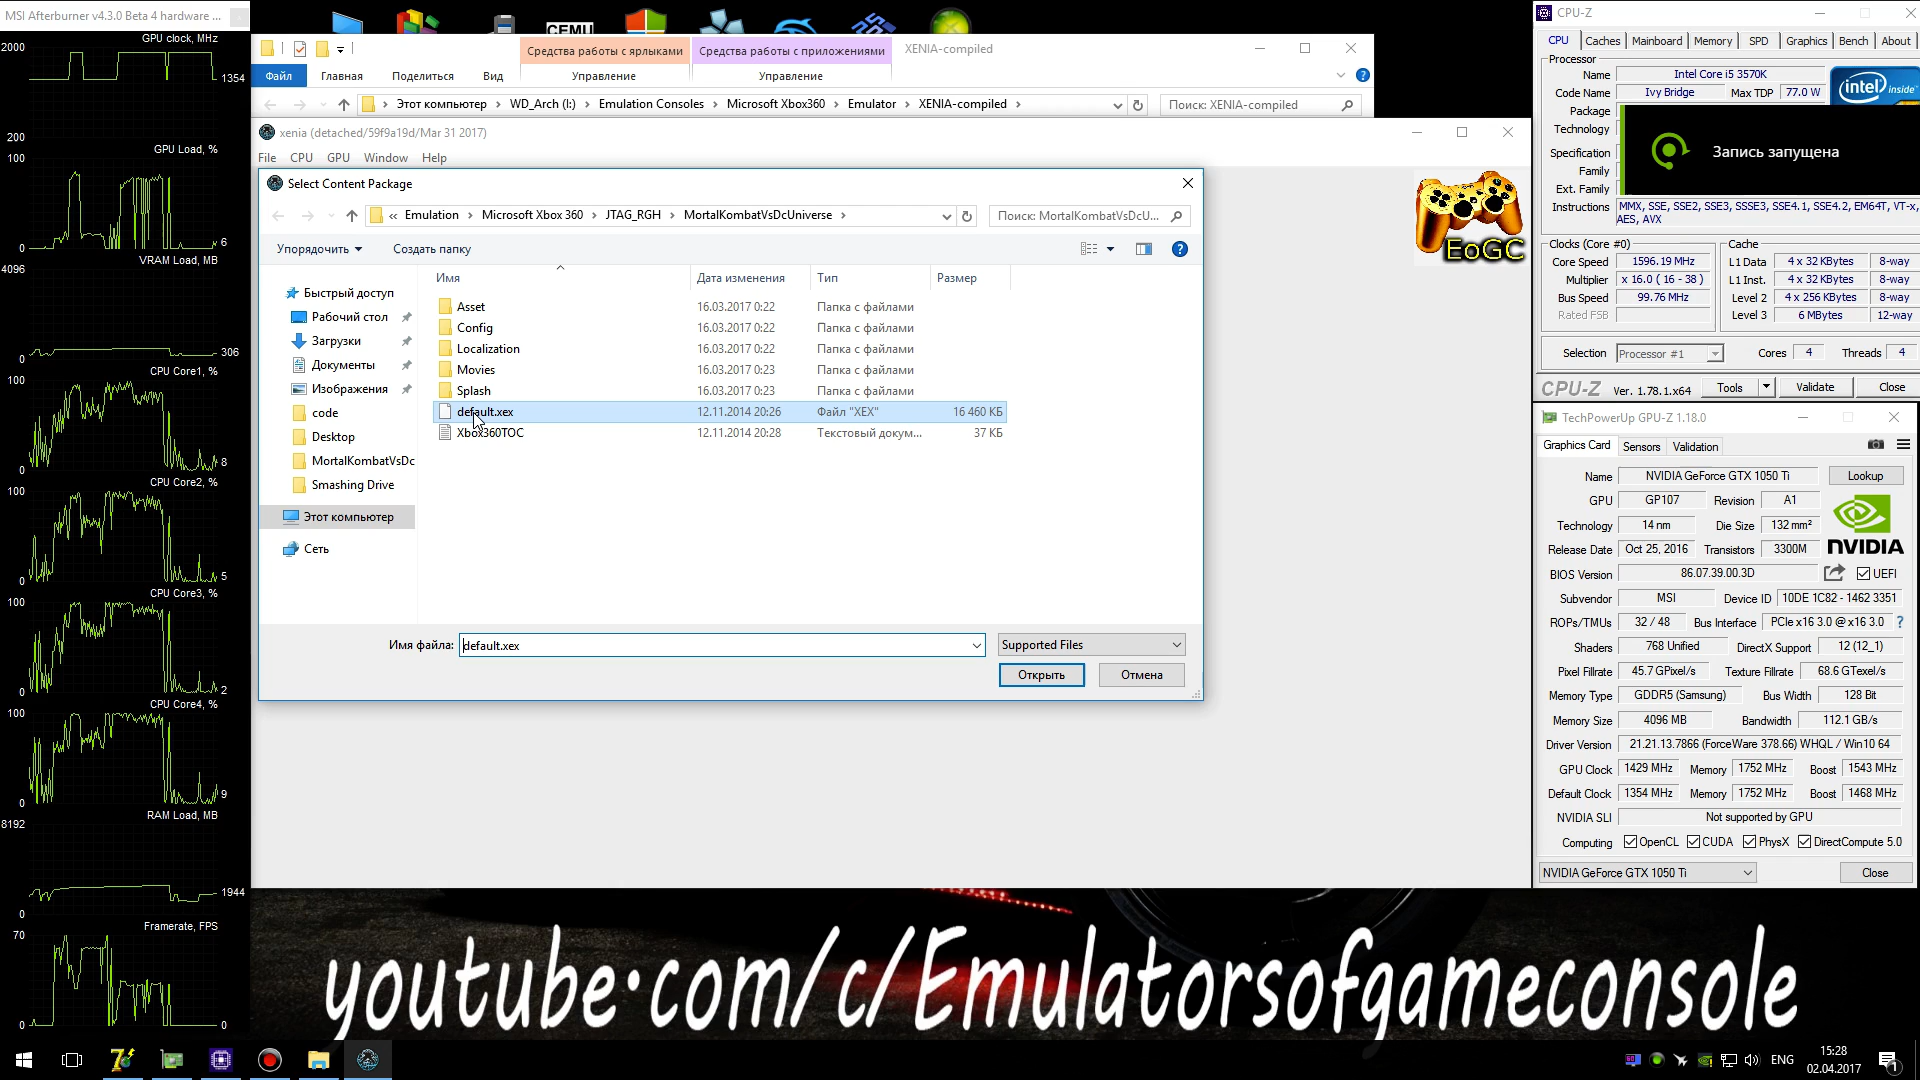 MSI Afterburner v4.3.0 Beta 4 hardware ...
GPU clock, MHz
2000
1354
200
GPU Load, %
100
0
6
VRAM Load, MB
4096
0
306
CPU Core1, %
100
0
8
CPU Core2, %
100
0
5
CPU Core3, %
100
0
2
CPU Core4, %
100
0
9
RAM Load, MB
8192
0
1944
Framerate, FPS
70
0
0
CEMU
Средства работы с ярлыками
Средства работы с приложениями
XENIA-compiled
Файл
Главная
Поделиться
Вид
Управление
Управление
Этот компьютер
WD_Arch (I:)
Emulation Consoles
Microsoft Xbox360
Emulator
XENIA-compiled
Поиск: XENIA-compiled
xenia (detached/59f9a19d/Mar 31 2017)
File CPU GPU Window Help
Select Content Package
« Emulation
Microsoft Xbox 360
JTAG_RGH
MortalKombatVsDcUniverse
Поиск: MortalKombatVsDcU...
Упорядочить
Создать папку
Имя
Дата изменения
Тип
Размер
Быстрый доступ
Рабочий стол
Загрузки
Документы
Изображения
code
Desktop
MortalKombatVsDc
Smashing Drive
Этот компьютер
Сеть
Asset 16.03.2017 0:22 Папка с файлами
Config 16.03.2017 0:22 Папка с файлами
Localization 16.03.2017 0:22 Папка с файлами
Movies 16.03.2017 0:23 Папка с файлами
Splash 16.03.2017 0:23 Папка с файлами
default.xex 12.11.2014 20:26 Файл "XEX" 16 460 КБ
Xbox360TOC 12.11.2014 20:28 Текстовый докум... 37 КБ
Имя файла: default.xex
Supported Files
Открыть
Отмена
EoGC
CPU-Z
CPU Caches Mainboard Memory SPD Graphics Bench About
Processor
Name Intel Core i5 3570K
Code Name Ivy Bridge Max TDP 77.0 W
intel inside
Package
Technology
Specification
Family
Ext. Family
Запись запущена
Instructions MMX, SSE, SSE2, SSE3, SSSE3, SSE4.1, SSE4.2, EM64T, VT-x,
AES, AVX
Clocks (Core #0)
Core Speed 1596.19 MHz
Multiplier x 16.0 ( 16 - 38 )
Bus Speed 99.76 MHz
Rated FSB
Cache
L1 Data 4 x 32 KBytes 8-way
L1 Inst. 4 x 32 KBytes 8-way
Level 2 4 x 256 KBytes 8-way
Level 3 6 MBytes 12-way
Selection Processor #1 Cores 4 Threads 4
CPU-Z Ver. 1.78.1.x64 Tools Validate Close
TechPowerUp GPU-Z 1.18.0
Graphics Card Sensors Validation
Name NVIDIA GeForce GTX 1050 Ti Lookup
GPU GP107 Revision A1
Technology 14 nm Die Size 132 mm²
Release Date Oct 25, 2016 Transistors 3300M
NVIDIA
BIOS Version 86.07.39.00.3D UEFI
Subvendor MSI Device ID 10DE 1C82 - 1462 3351
ROPs/TMUs 32 / 48 Bus Interface PCIe x16 3.0 @ x16 3.0 ?
Shaders 768 Unified DirectX Support 12 (12_1)
Pixel Fillrate 45.7 GPixel/s Texture Fillrate 68.6 GTexel/s
Memory Type GDDR5 (Samsung) Bus Width 128 Bit
Memory Size 4096 MB Bandwidth 112.1 GB/s
Driver Version 21.21.13.7866 (ForceWare 378.66) WHQL / Win10 64
GPU Clock 1429 MHz Memory 1752 MHz Boost 1543 MHz
Default Clock 1354 MHz Memory 1752 MHz Boost 1468 MHz
NVIDIA SLI Not supported by GPU
Computing OpenCL CUDA PhysX DirectCompute 5.0
NVIDIA GeForce GTX 1050 Ti Close
youtube.com/c/Emulatorsofgameconsole
ENG
15:28
02.04.2017
1